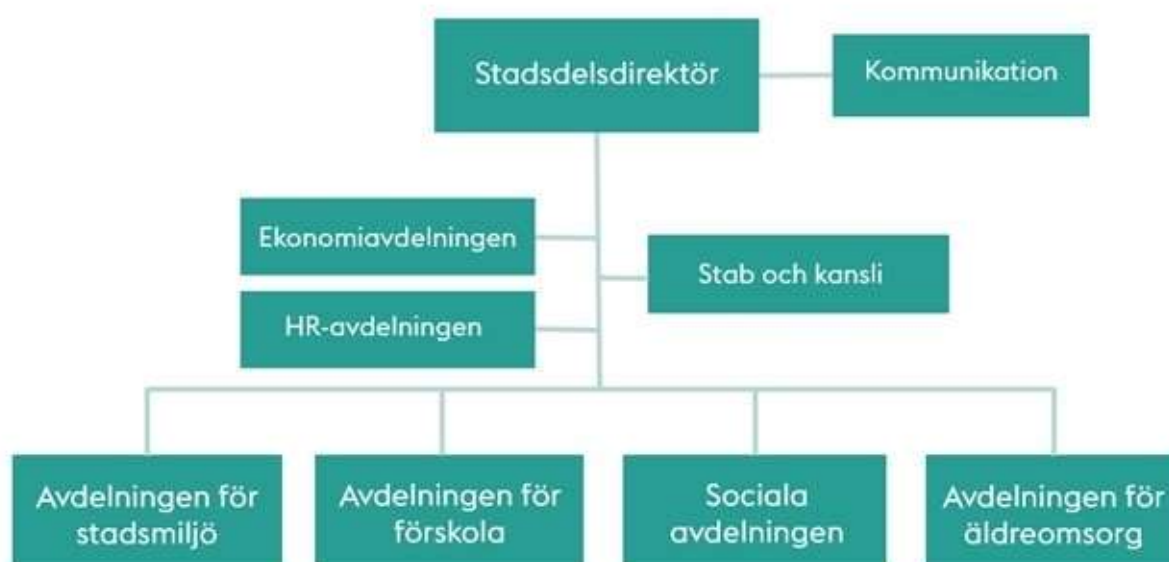 Stadsdelsdirektör
Kommunikation
Ekonomiavdelningen
Stab och kansli
HR-avdelningen
Avdelningen för
stadsmiljö
Avdelningen för
förskola
Sociala
avdelningen
Avdelningen för
äldreomsorg